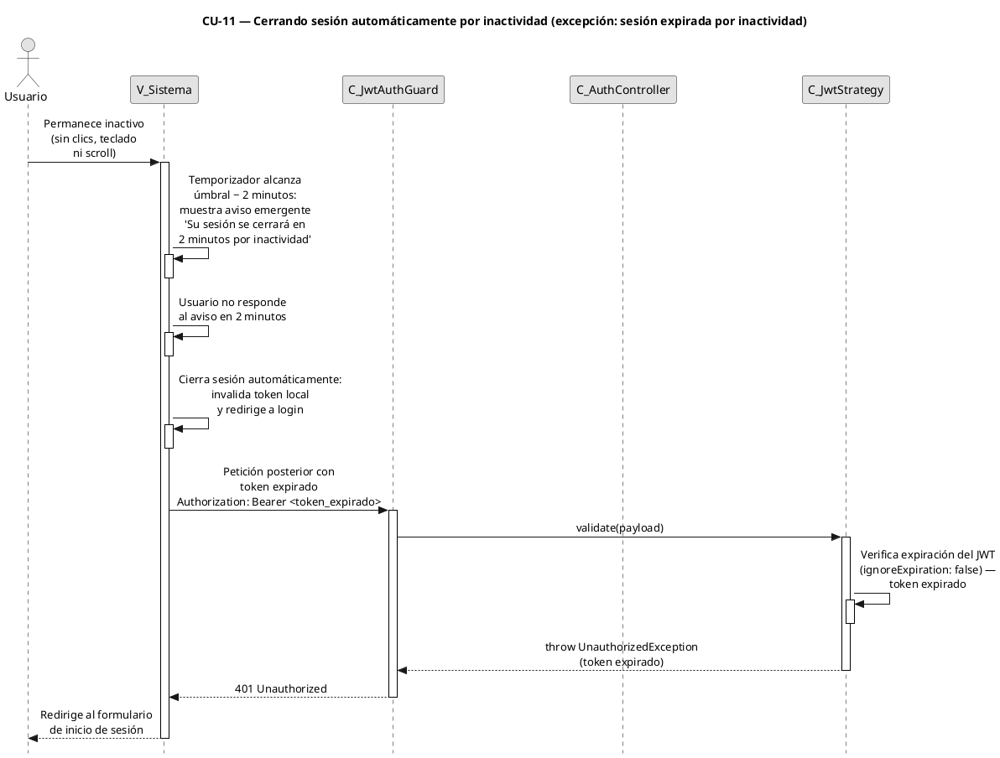 CU-11 — Cerrando sesión automáticamente por inactividad (excepción: sesión expirada por inactividad)
Usuario
V_Sistema
C_JwtAuthGuard
C_AuthController
C_JwtStrategy
Permanece inactivo
(sin clics, teclado
ni scroll)
Temporizador alcanza
úmbral − 2 minutos:
muestra aviso emergente
'Su sesión se cerrará en
2 minutos por inactividad'
Usuario no responde
al aviso en 2 minutos
Cierra sesión automáticamente:
invalida token local
y redirige a login
Petición posterior con
token expirado
Authorization: Bearer <token_expirado>
validate(payload)
Verifica expiración del JWT
(ignoreExpiration: false) —
token expirado
throw UnauthorizedException
(token expirado)
401 Unauthorized
Redirige al formulario
de inicio de sesión